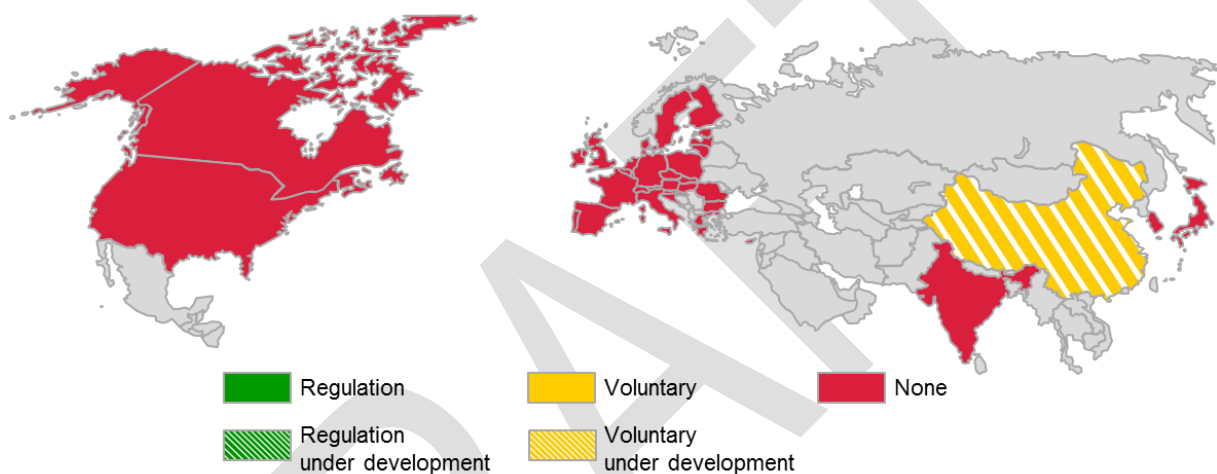 Regulation
Voluntary
None
Regulation
under development
Voluntary
under development